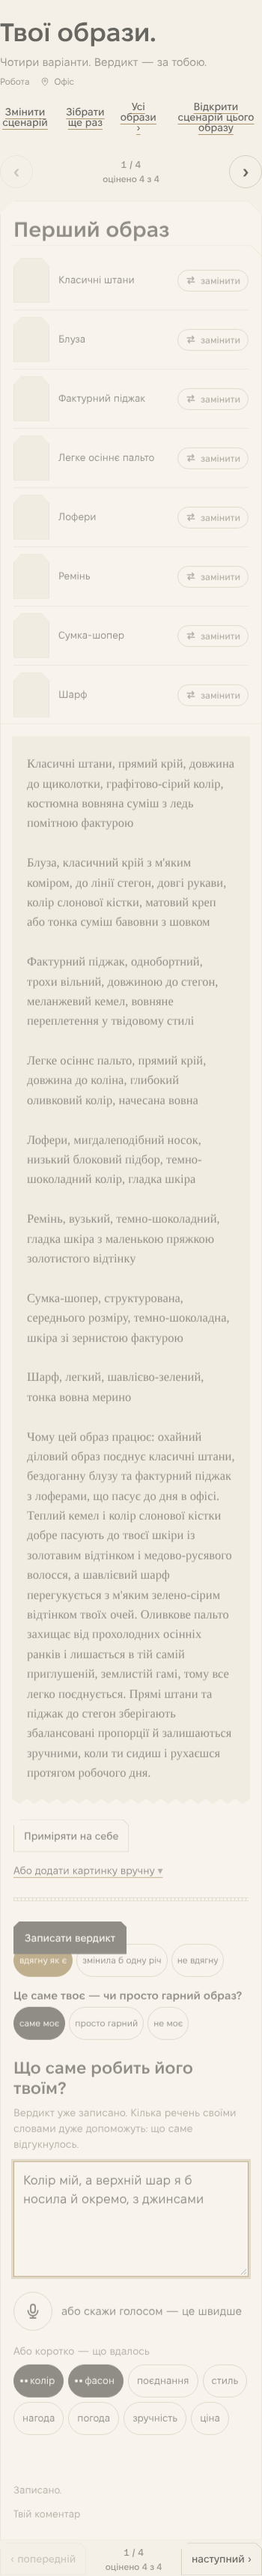 Твої образи.
Чотири варіанти. Вердикт — за тобою.
Робота Офіс
Змінити сценарій
Зібрати ще раз
Усі образи ›
Відкрити сценарій цього образу
‹
1 / 4
оцінено 4 з 4
›
Перший образ
Класичні штани
замінити
Блуза
замінити
Фактурний піджак
замінити
Легке осіннє пальто
замінити
Лофери
замінити
Ремінь
замінити
Сумка-шопер
замінити
Шарф
замінити
Класичні штани, прямий крій, довжина
до щиколотки, графітово-сірий колір,
костюмна вовняна суміш з ледь
помітною фактурою
Блуза, класичний крій з м'яким
коміром, до лінії стегон, довгі рукави,
колір слонової кістки, матовий креп
або тонка суміш бавовни з шовком
Фактурний піджак, однобортний,
трохи вільний, довжиною до стегон,
меланжевий кемел, вовняне
переплетення у твідовому стилі
Легке осіннє пальто, прямий крій,
довжина до коліна, глибокий
оливковий колір, начесана вовна
Лофери, мигдалеподібний носок,
низький блоковий підбор, темно-
шоколадний колір, гладка шкіра
Ремінь, вузький, темно-шоколадний,
гладка шкіра з маленькою пряжкою
золотистого відтінку
Сумка-шопер, структурована,
середнього розміру, темно-шоколадна,
шкіра зі зернистою фактурою
Шарф, легкий, шавлієво-зелений,
тонка вовна мерино
Чому цей образ працює: охайний
діловий образ поєднує класичні штани,
бездоганну блузу та фактурний піджак
з лоферами, що пасує до дня в офісі.
Теплий кемел і колір слонової кістки
добре пасують до твоєї шкіри із
золотавим відтінком і медово-русявого
волосся, а шавлієвий шарф
перегукується з м'яким зелено-сірим
відтінком твоїх очей. Оливкове пальто
захищає від прохолодних осінніх
ранків і лишається в тій самій
приглушеній, землистій гамі, тому все
легко поєднується. Прямі штани та
піджак до стегон зберігають
збалансовані пропорції й залишаються
зручними, коли ти сидиш і рухаєшся
протягом робочого дня.
Приміряти на себе
Або додати картинку вручну ▾
Записати вердикт
вдягну як є
змінила б одну річ
не вдягну
Це саме твоє — чи просто гарний образ?
саме моє
просто гарний
не моє
Що саме робить його
твоїм?
Вердикт уже записано. Кілька речень своїми
словами дуже допоможуть: що саме
відгукнулось.
Колір мій, а верхній шар я б
носила й окремо, з джинсами
або скажи голосом — це швидше
Або коротко — що вдалось
•• колір
•• фасон
поєднання
стиль
нагода
погода
зручність
ціна
Записано.
Твій коментар
‹ попередній
1 / 4
оцінено 4 з 4
наступний ›